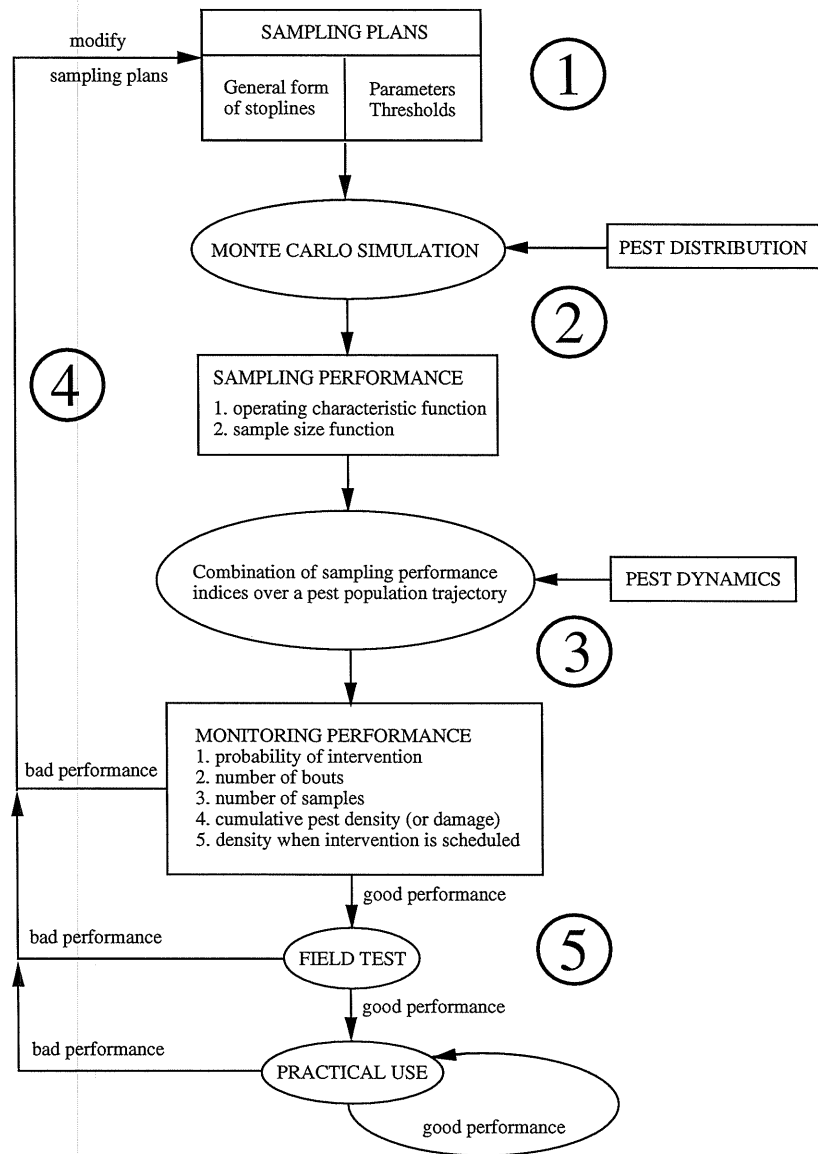 modify
sampling plans
SAMPLING PLANS
General form
of stoplines
Parameters
Thresholds
1
MONTE CARLO SIMULATION
PEST DISTRIBUTION
2
4
SAMPLING PERFORMANCE
1. operating characteristic function
2. sample size function
Combination of sampling performance
indices over a pest population trajectory
PEST DYNAMICS
3
MONITORING PERFORMANCE
1. probability of intervention
2. number of bouts
3. number of samples
4. cumulative pest density (or damage)
5. density when intervention is scheduled
bad performance
good performance
bad performance
FIELD TEST
5
good performance
bad performance
PRACTICAL USE
good performance